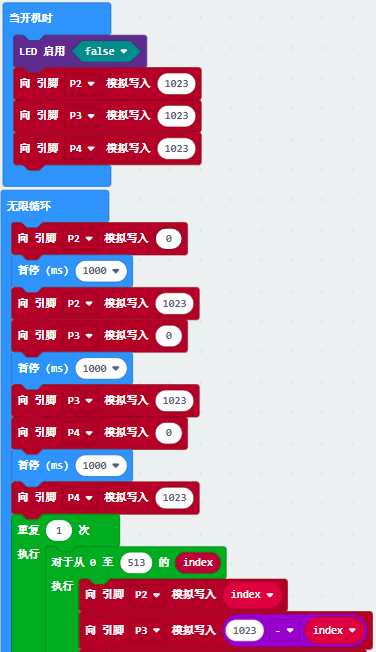 当开机时
LED 启用 false
向 引脚 P2 模拟写入 1023
向 引脚 P3 模拟写入 1023
向 引脚 P4 模拟写入 1023
无限循环
向 引脚 P2 模拟写入 0
暂停 (ms) 1000
向 引脚 P2 模拟写入 1023
向 引脚 P3 模拟写入 0
暂停 (ms) 1000
向 引脚 P3 模拟写入 1023
向 引脚 P4 模拟写入 0
暂停 (ms) 1000
向 引脚 P4 模拟写入 1023
重复 1 次
执行 对于从 0 至 513 的 index
执行 向 引脚 P2 模拟写入 index
向 引脚 P3 模拟写入 1023 - index